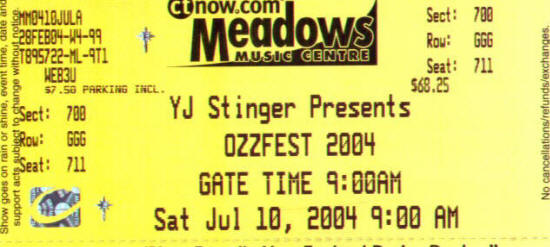 Show goes on rain or shine, event time, date and
support acts subject to change without notice.
MM0410JULA
28FEB04-W4-99
T895722-ML-9T1
WEB3U
$7.50 PARKING INCL.
Sect: 700
Row: GGG
Seat: 711
ctnow.com
Meadows
MUSIC CENTRE
Sect: 700
Row: GGG
Seat: 711
$68.25
YJ Stinger Presents
OZZFEST 2004
GATE TIME 9:00AM
Sat Jul 10, 2004 9:00 AM
No cancellations/refunds/exchanges.